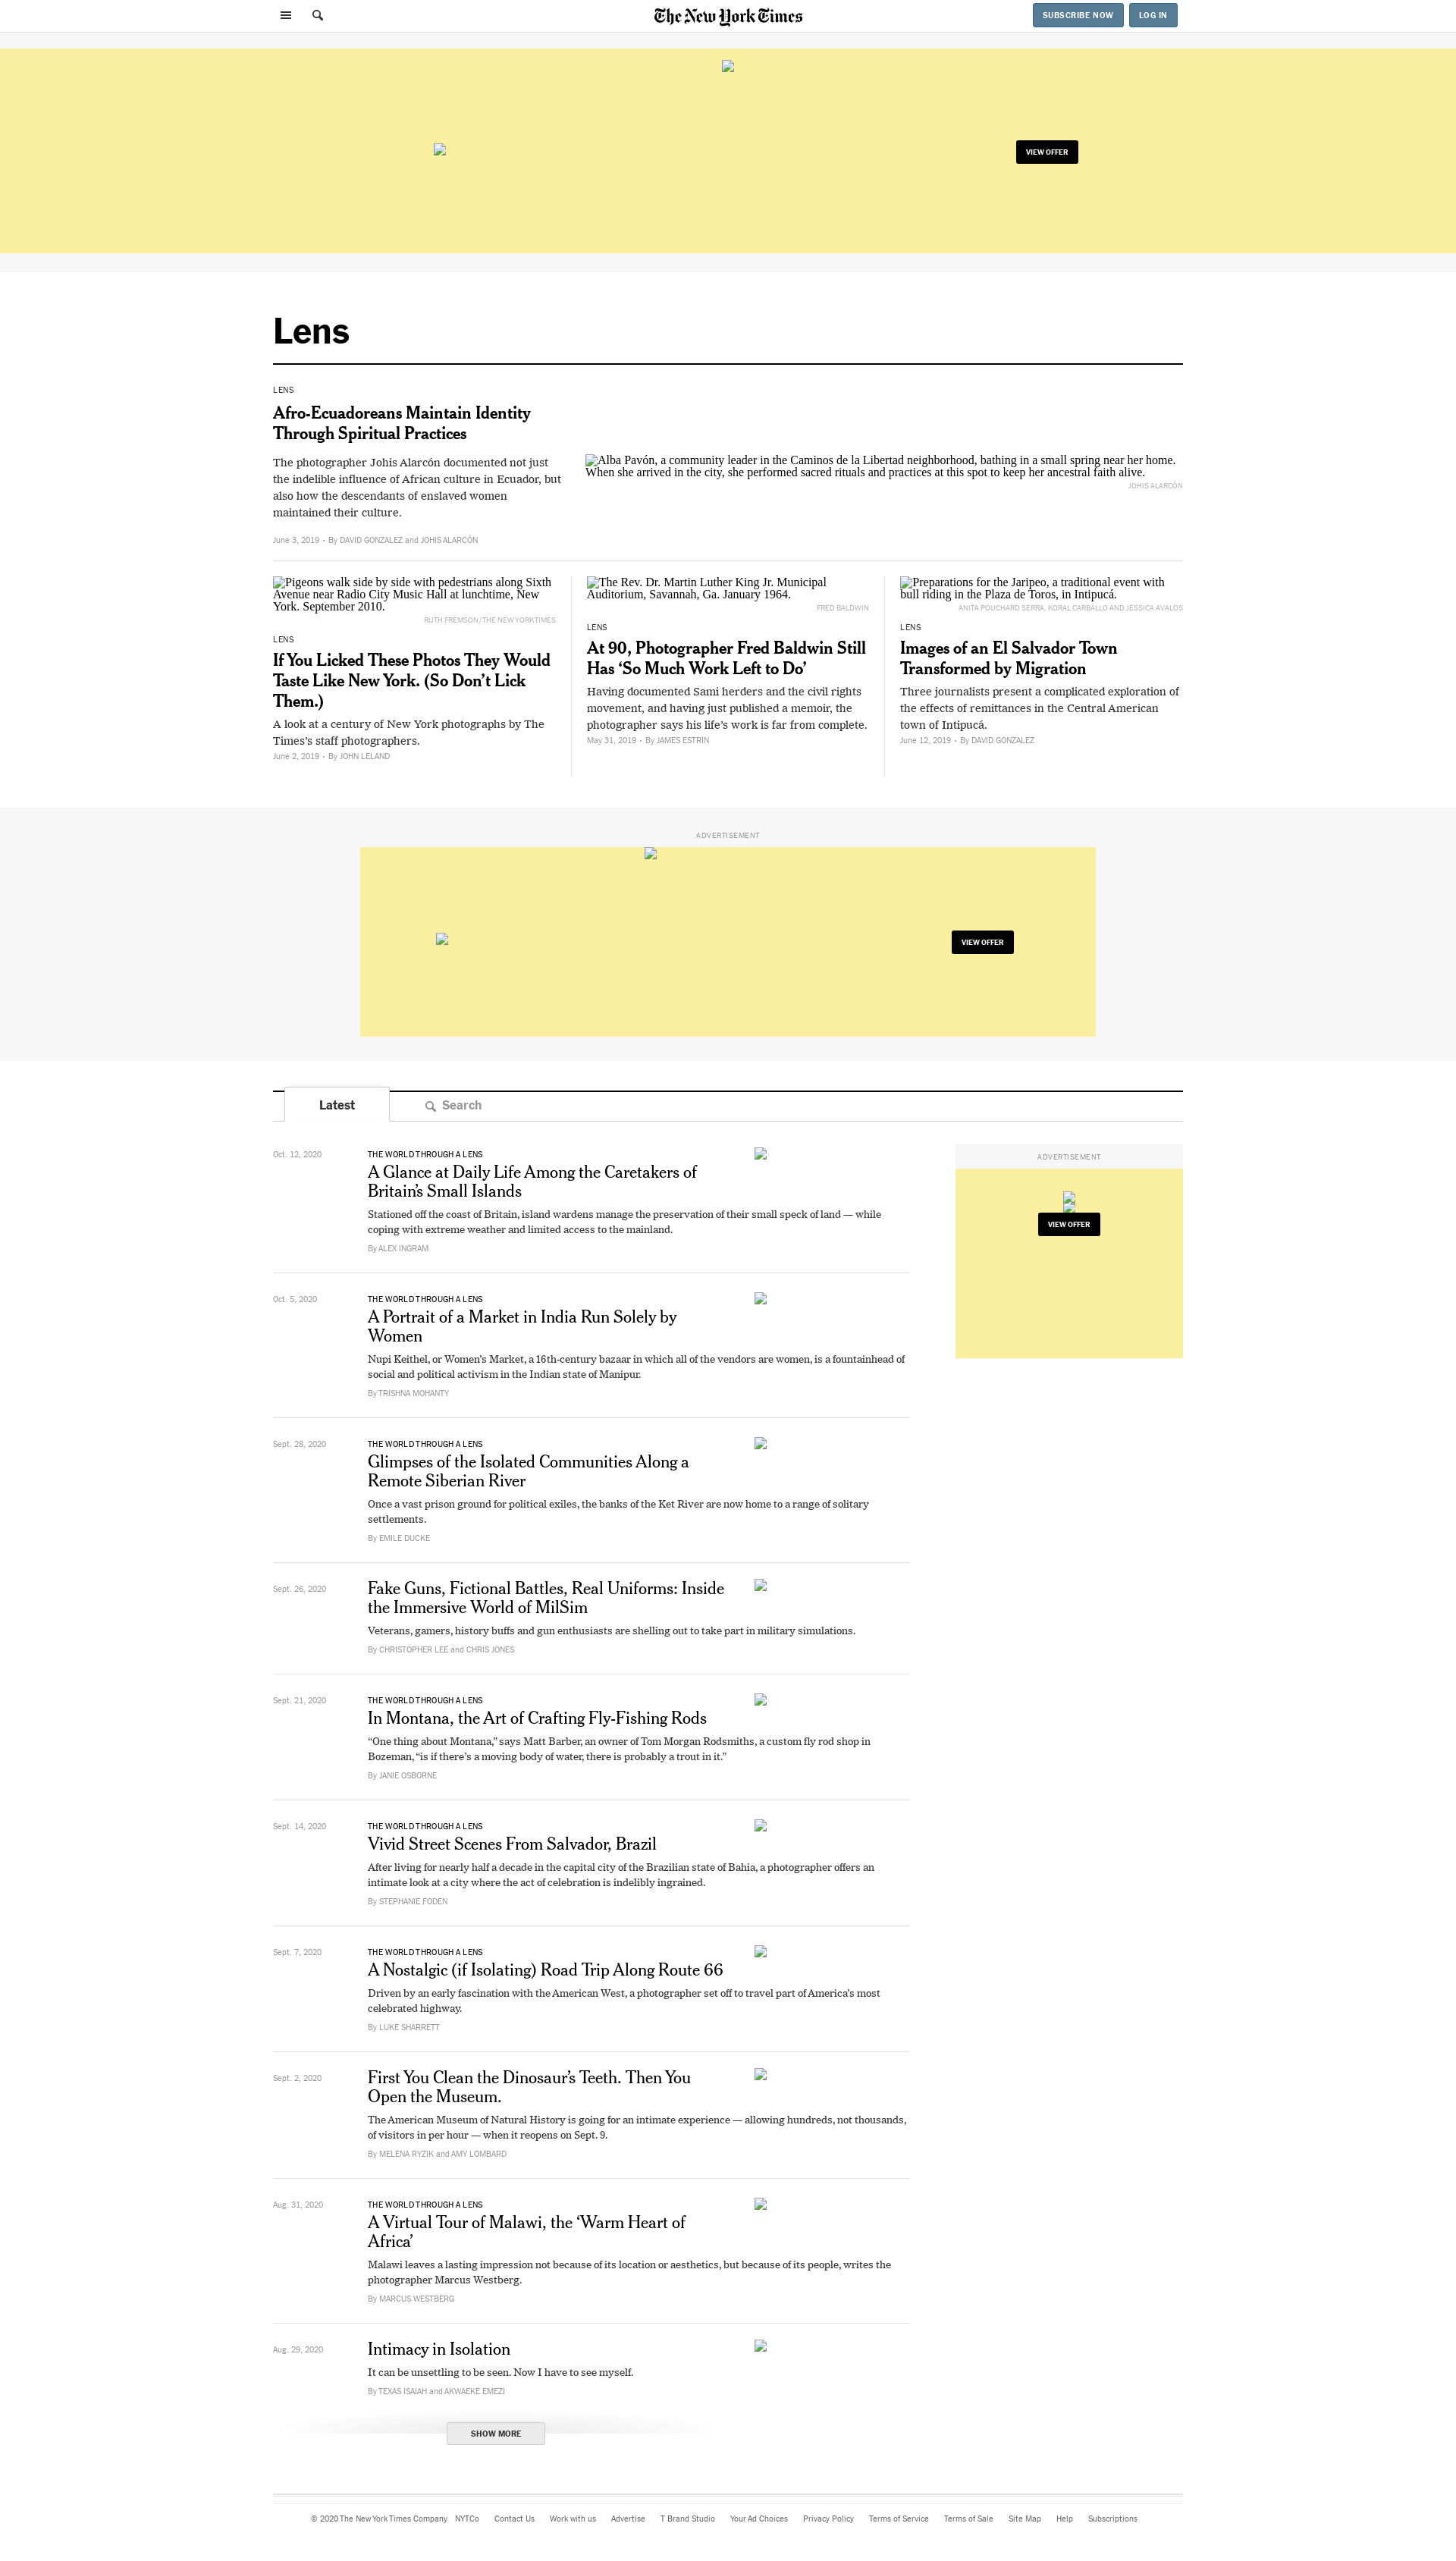 The New York Times
SUBSCRIBE NOW
LOG IN
VIEW OFFER
Lens
LENS
Afro-Ecuadoreans Maintain Identity
Through Spiritual Practices
The photographer Johis Alarcón documented not just
the indelible influence of African culture in Ecuador, but
also how the descendants of enslaved women
maintained their culture.
June 3, 2019 • By DAVID GONZALEZ and JOHIS ALARCÓN
Alba Pavón, a community leader in the Caminos de la Libertad neighborhood, bathing in a small spring near her home.
When she arrived in the city, she performed sacred rituals and practices at this spot to keep her ancestral faith alive.
JOHIS ALARCÓN
Pigeons walk side by side with pedestrians along Sixth
Avenue near Radio City Music Hall at lunchtime, New
York. September 2010.
RUTH FREMSON/THE NEW YORK TIMES
LENS
If You Licked These Photos They Would
Taste Like New York. (So Don’t Lick
Them.)
A look at a century of New York photographs by The
Times’s staff photographers.
June 2, 2019 • By JOHN LELAND
The Rev. Dr. Martin Luther King Jr. Municipal
Auditorium, Savannah, Ga. January 1964.
FRED BALDWIN
LENS
At 90, Photographer Fred Baldwin Still
Has ‘So Much Work Left to Do’
Having documented Sami herders and the civil rights
movement, and having just published a memoir, the
photographer says his life’s work is far from complete.
May 31, 2019 • By JAMES ESTRIN
Preparations for the Jaripeo, a traditional event with
bull riding in the Plaza de Toros, in Intipucá.
ANITA POUCHARD SERRA, KORAL CARBALLO AND JESSICA AVALOS
LENS
Images of an El Salvador Town
Transformed by Migration
Three journalists present a complicated exploration of
the effects of remittances in the Central American
town of Intipucá.
June 12, 2019 • By DAVID GONZALEZ
ADVERTISEMENT
VIEW OFFER
Latest
Search
Oct. 12, 2020
THE WORLD THROUGH A LENS
A Glance at Daily Life Among the Caretakers of
Britain’s Small Islands
Stationed off the coast of Britain, island wardens manage the preservation of their small speck of land — while
coping with extreme weather and limited access to the mainland.
By ALEX INGRAM
ADVERTISEMENT
VIEW OFFER
Oct. 5, 2020
THE WORLD THROUGH A LENS
A Portrait of a Market in India Run Solely by
Women
Nupi Keithel, or Women’s Market, a 16th-century bazaar in which all of the vendors are women, is a fountainhead of
social and political activism in the Indian state of Manipur.
By TRISHNA MOHANTY
Sept. 28, 2020
THE WORLD THROUGH A LENS
Glimpses of the Isolated Communities Along a
Remote Siberian River
Once a vast prison ground for political exiles, the banks of the Ket River are now home to a range of solitary
settlements.
By EMILE DUCKE
Sept. 26, 2020
Fake Guns, Fictional Battles, Real Uniforms: Inside
the Immersive World of MilSim
Veterans, gamers, history buffs and gun enthusiasts are shelling out to take part in military simulations.
By CHRISTOPHER LEE and CHRIS JONES
Sept. 21, 2020
THE WORLD THROUGH A LENS
In Montana, the Art of Crafting Fly-Fishing Rods
“One thing about Montana,” says Matt Barber, an owner of Tom Morgan Rodsmiths, a custom fly rod shop in
Bozeman, “is if there’s a moving body of water, there is probably a trout in it.”
By JANIE OSBORNE
Sept. 14, 2020
THE WORLD THROUGH A LENS
Vivid Street Scenes From Salvador, Brazil
After living for nearly half a decade in the capital city of the Brazilian state of Bahia, a photographer offers an
intimate look at a city where the act of celebration is indelibly ingrained.
By STEPHANIE FODEN
Sept. 7, 2020
THE WORLD THROUGH A LENS
A Nostalgic (if Isolating) Road Trip Along Route 66
Driven by an early fascination with the American West, a photographer set off to travel part of America’s most
celebrated highway.
By LUKE SHARRETT
Sept. 2, 2020
First You Clean the Dinosaur’s Teeth. Then You
Open the Museum.
The American Museum of Natural History is going for an intimate experience — allowing hundreds, not thousands,
of visitors in per hour — when it reopens on Sept. 9.
By MELENA RYZIK and AMY LOMBARD
Aug. 31, 2020
THE WORLD THROUGH A LENS
A Virtual Tour of Malawi, the ‘Warm Heart of
Africa’
Malawi leaves a lasting impression not because of its location or aesthetics, but because of its people, writes the
photographer Marcus Westberg.
By MARCUS WESTBERG
Aug. 29, 2020
Intimacy in Isolation
It can be unsettling to be seen. Now I have to see myself.
By TEXAS ISAIAH and AKWAEKE EMEZI
SHOW MORE
© 2020 The New York Times Company NYTCo Contact Us Work with us Advertise T Brand Studio Your Ad Choices Privacy Policy Terms of Service Terms of Sale Site Map Help Subscriptions